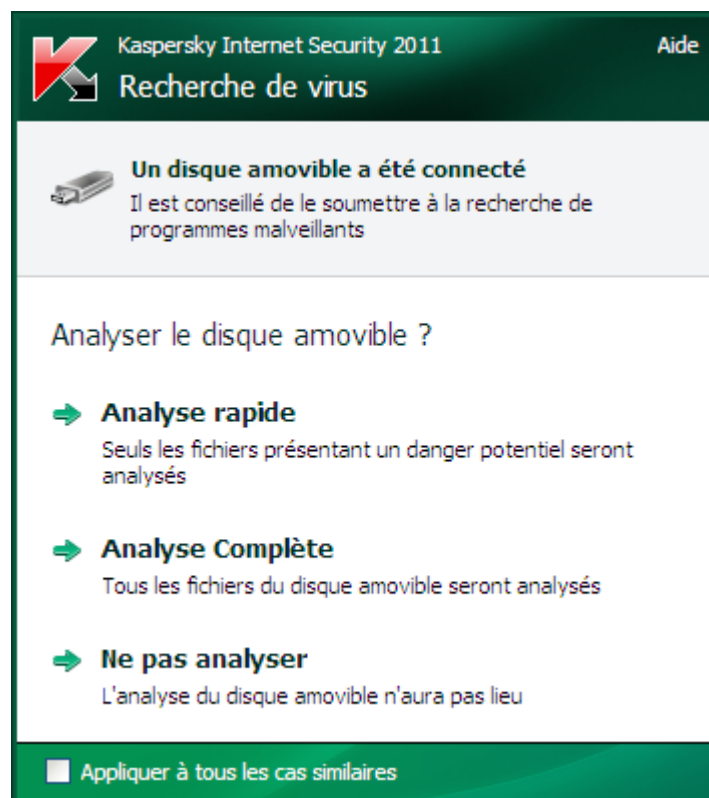 Kaspersky Internet Security 2011
Aide
Recherche de virus
Un disque amovible a été connecté
Il est conseillé de le soumettre à la recherche de
programmes malveillants
Analyser le disque amovible ?
Analyse rapide
Seuls les fichiers présentant un danger potentiel seront
analysés
Analyse Complète
Tous les fichiers du disque amovible seront analysés
Ne pas analyser
L'analyse du disque amovible n'aura pas lieu
Appliquer à tous les cas similaires